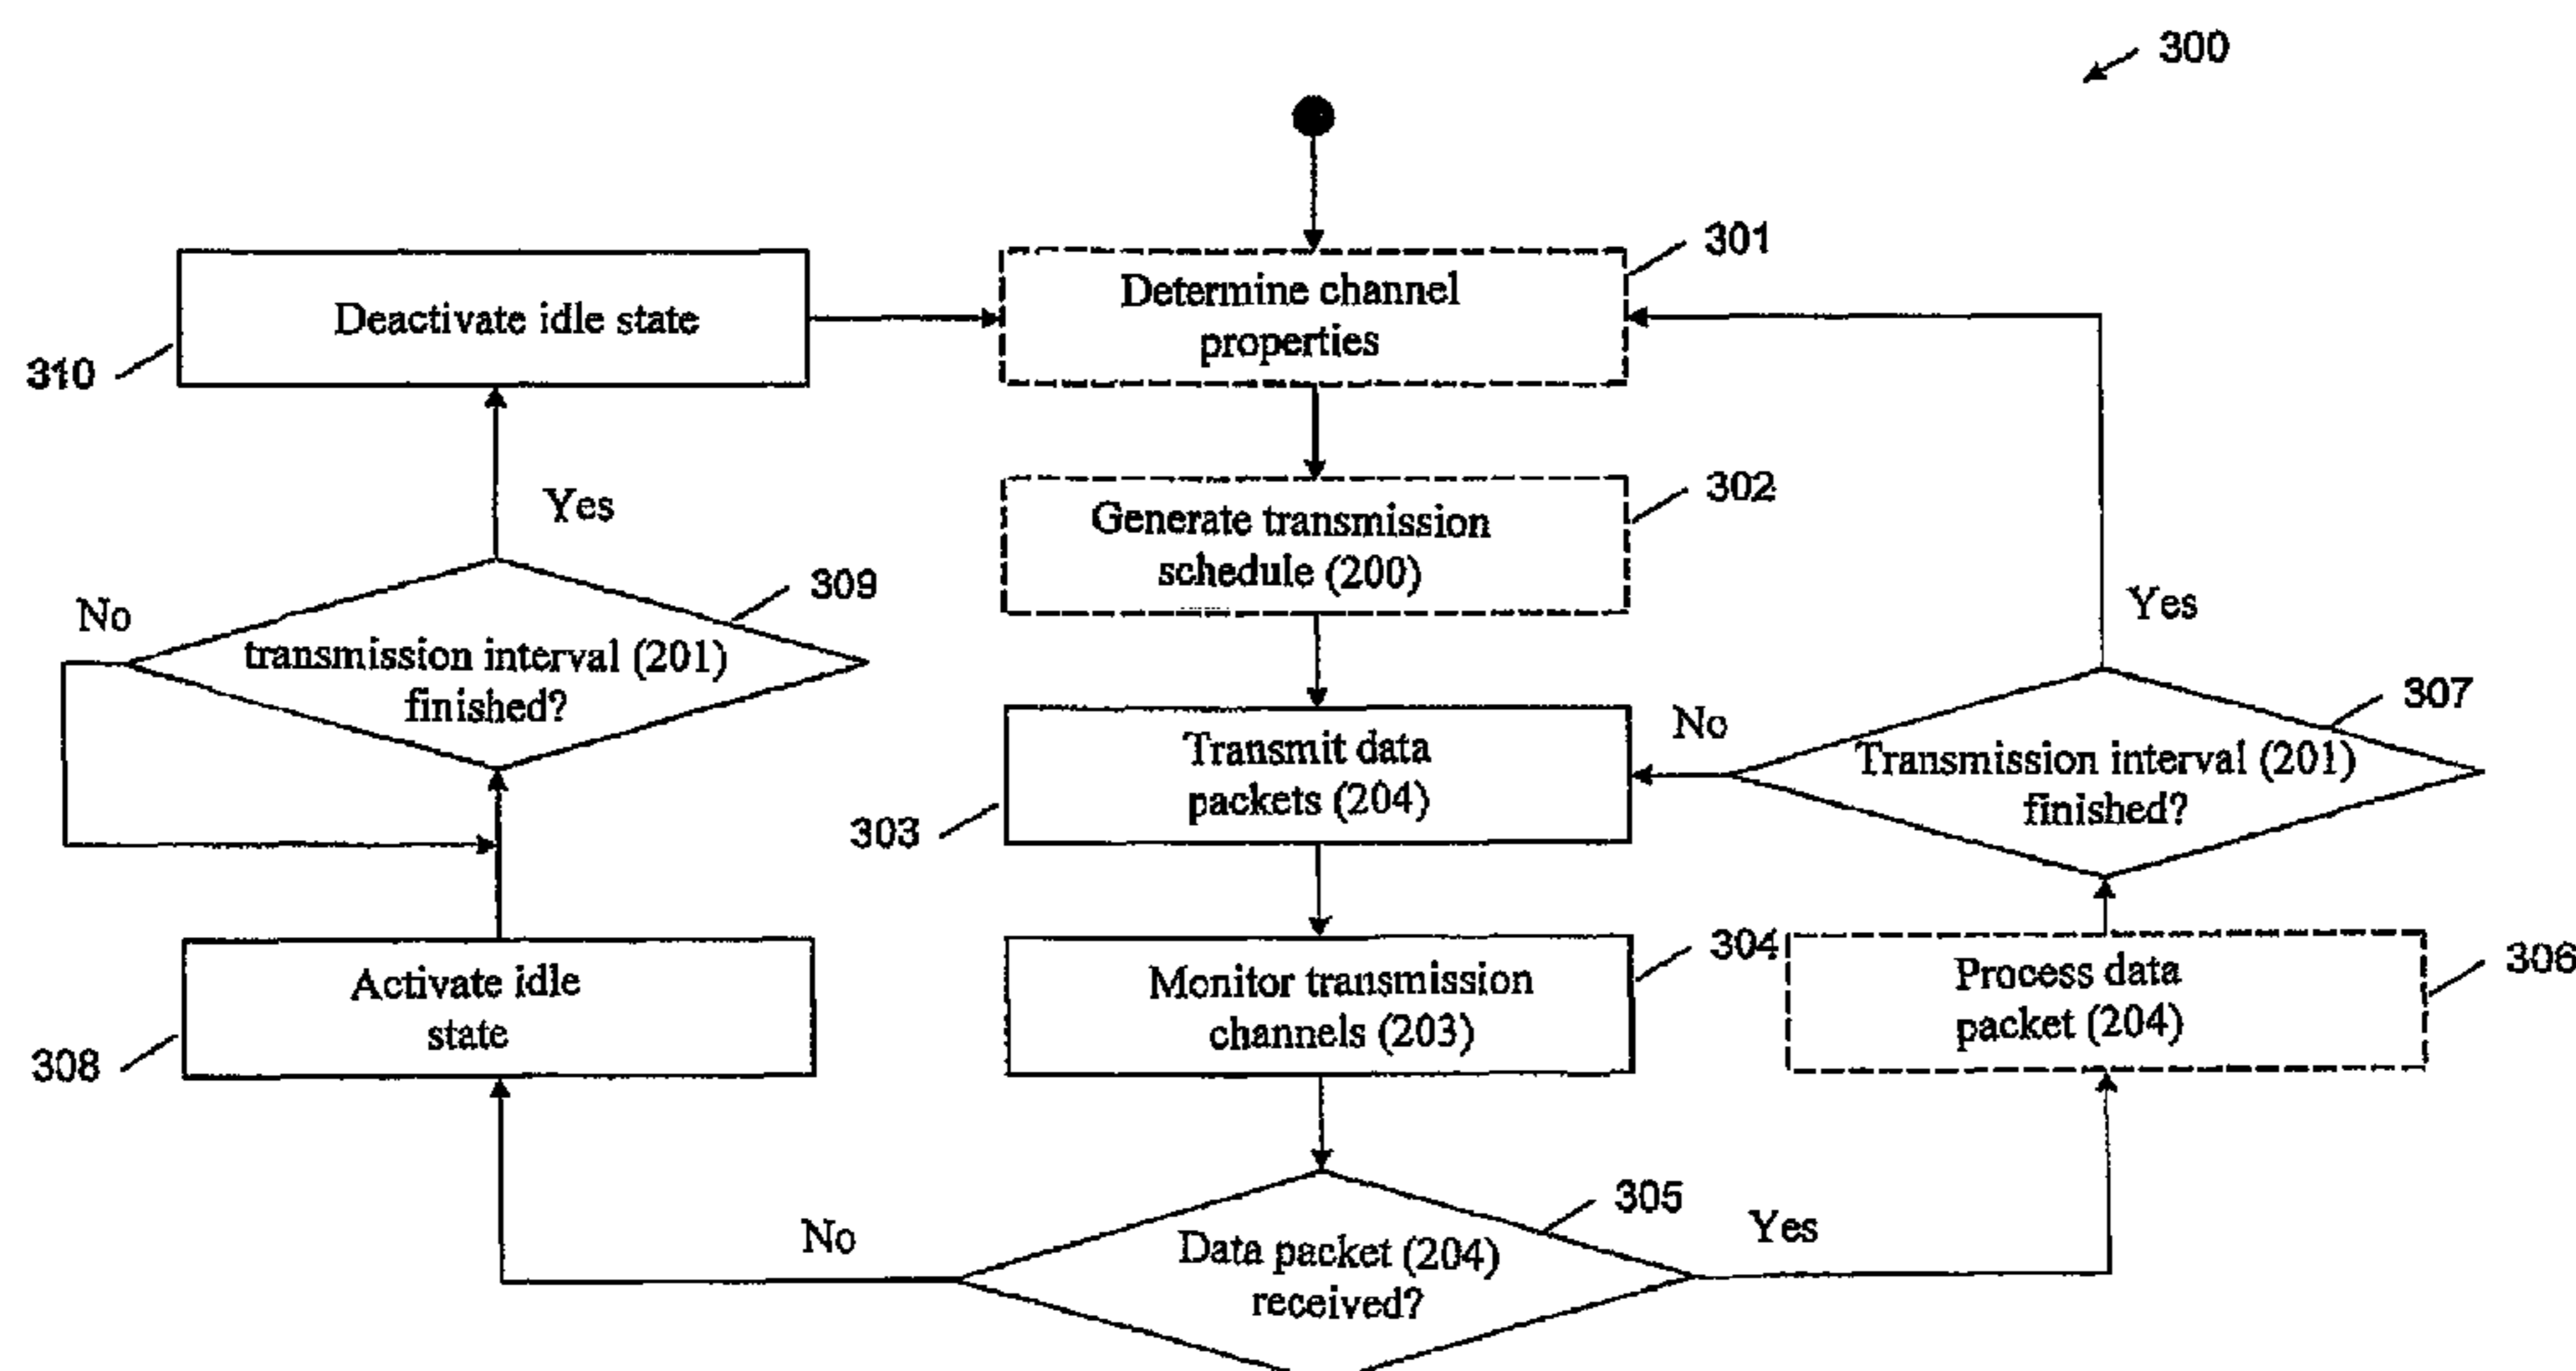 300
301
Determine channel
properties
Deactivate idle state
310
302
Generate transmission
schedule (200)
Yes
309
No
transmission interval (201)
finished?
Yes
307
No
Transmission interval (201)
finished?
Transmit data
packets (204)
303
304
Monitor transmission
channels (203)
306
Process data
packet (204)
Activate idle
state
308
305
No
Data packet (204)
received?
Yes